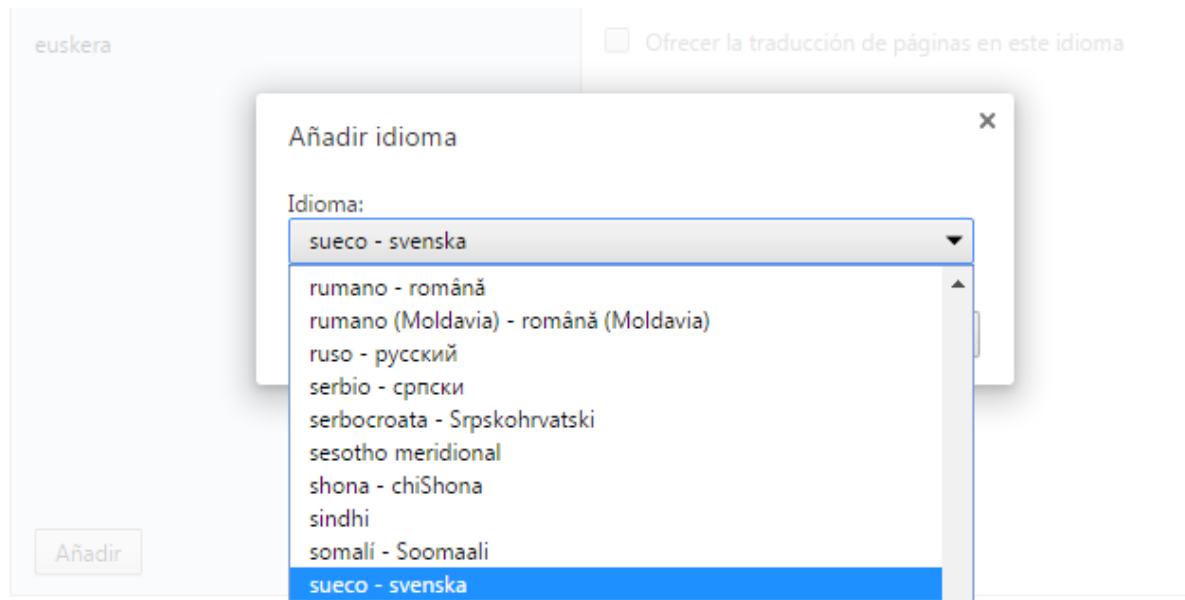 euskera
Ofrecer la traducción de páginas en este idioma
Añadir idioma
×
Idioma:
sueco - svenska
rumano - română
rumano (Moldavia) - română (Moldavia)
ruso - русский
serbio - српски
serbocroata - Srpskohrvatski
sesotho meridional
shona - chiShona
sindhi
somalí - Soomaali
sueco - svenska
Añadir